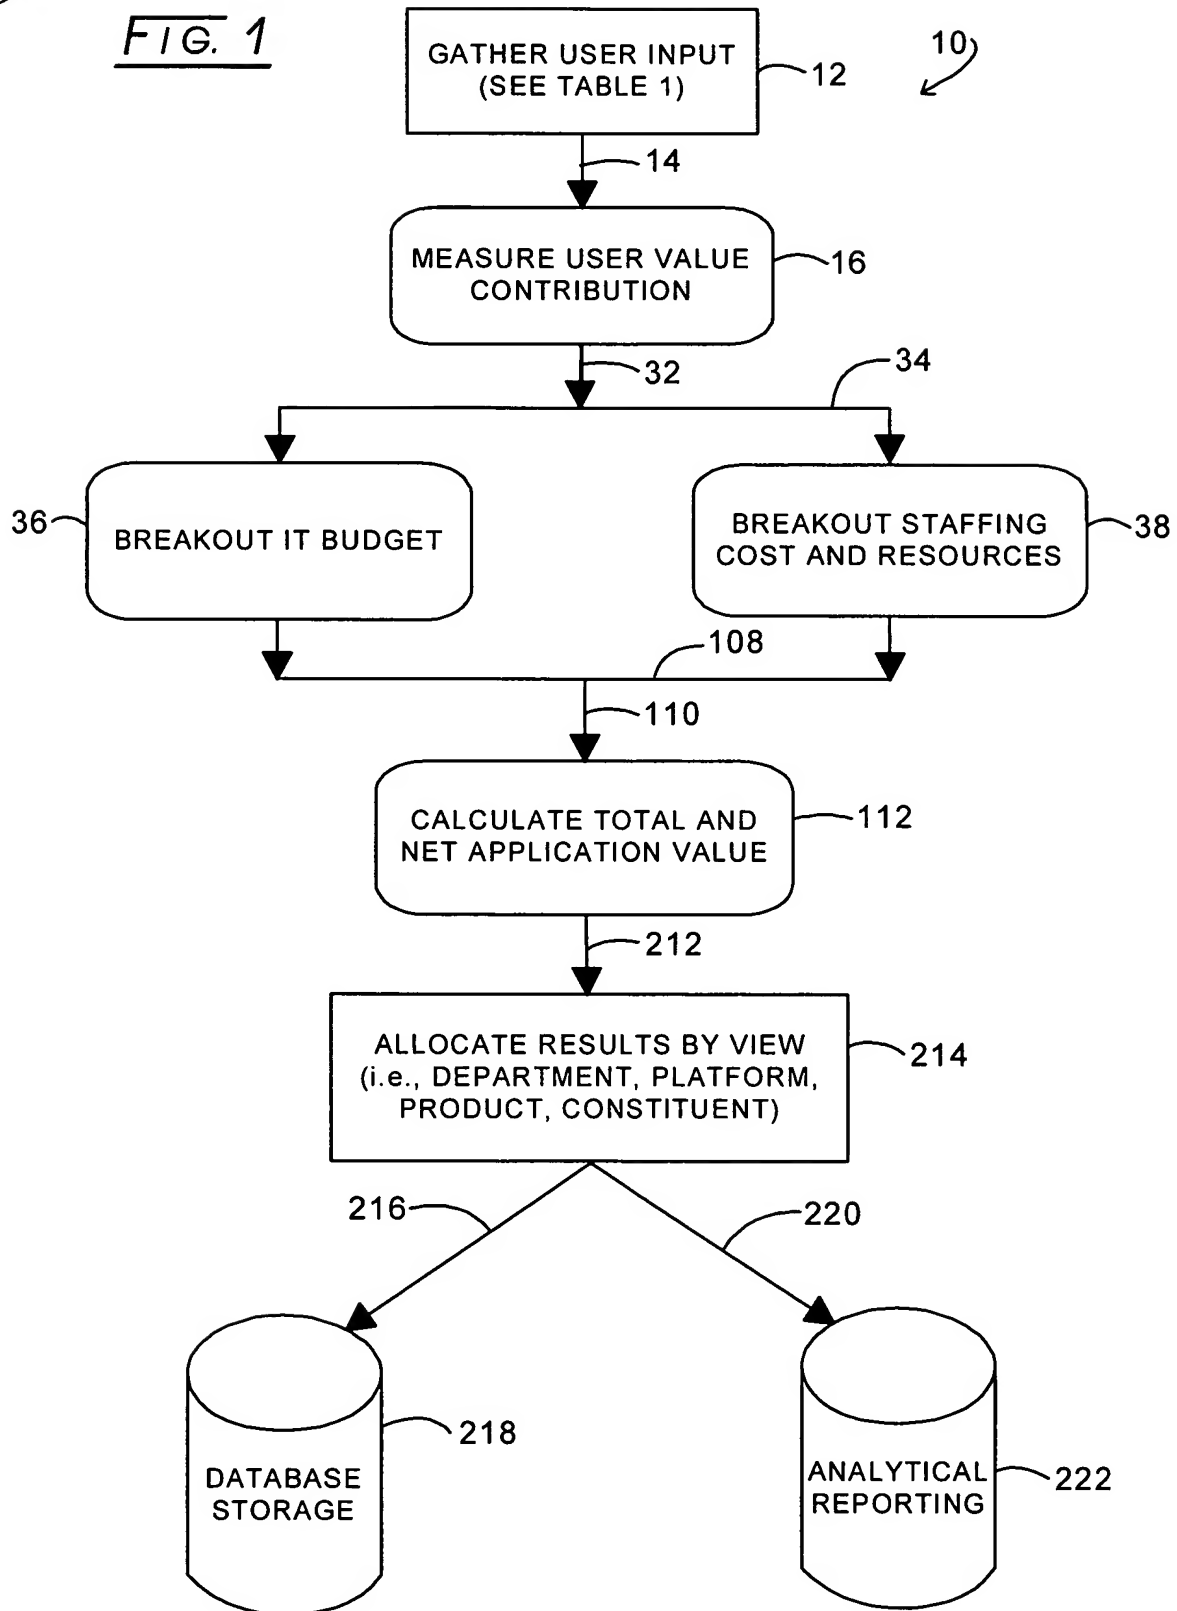 FIG. 1
GATHER USER INPUT
(SEE TABLE 1)
10
12
14
MEASURE USER VALUE
CONTRIBUTION
16
32
34
36
BREAKOUT IT BUDGET
BREAKOUT STAFFING
COST AND RESOURCES
38
108
110
CALCULATE TOTAL AND
NET APPLICATION VALUE
112
212
ALLOCATE RESULTS BY VIEW
(i.e., DEPARTMENT, PLATFORM,
PRODUCT, CONSTITUENT)
214
216
220
218
DATABASE
STORAGE
ANALYTICAL
REPORTING
222